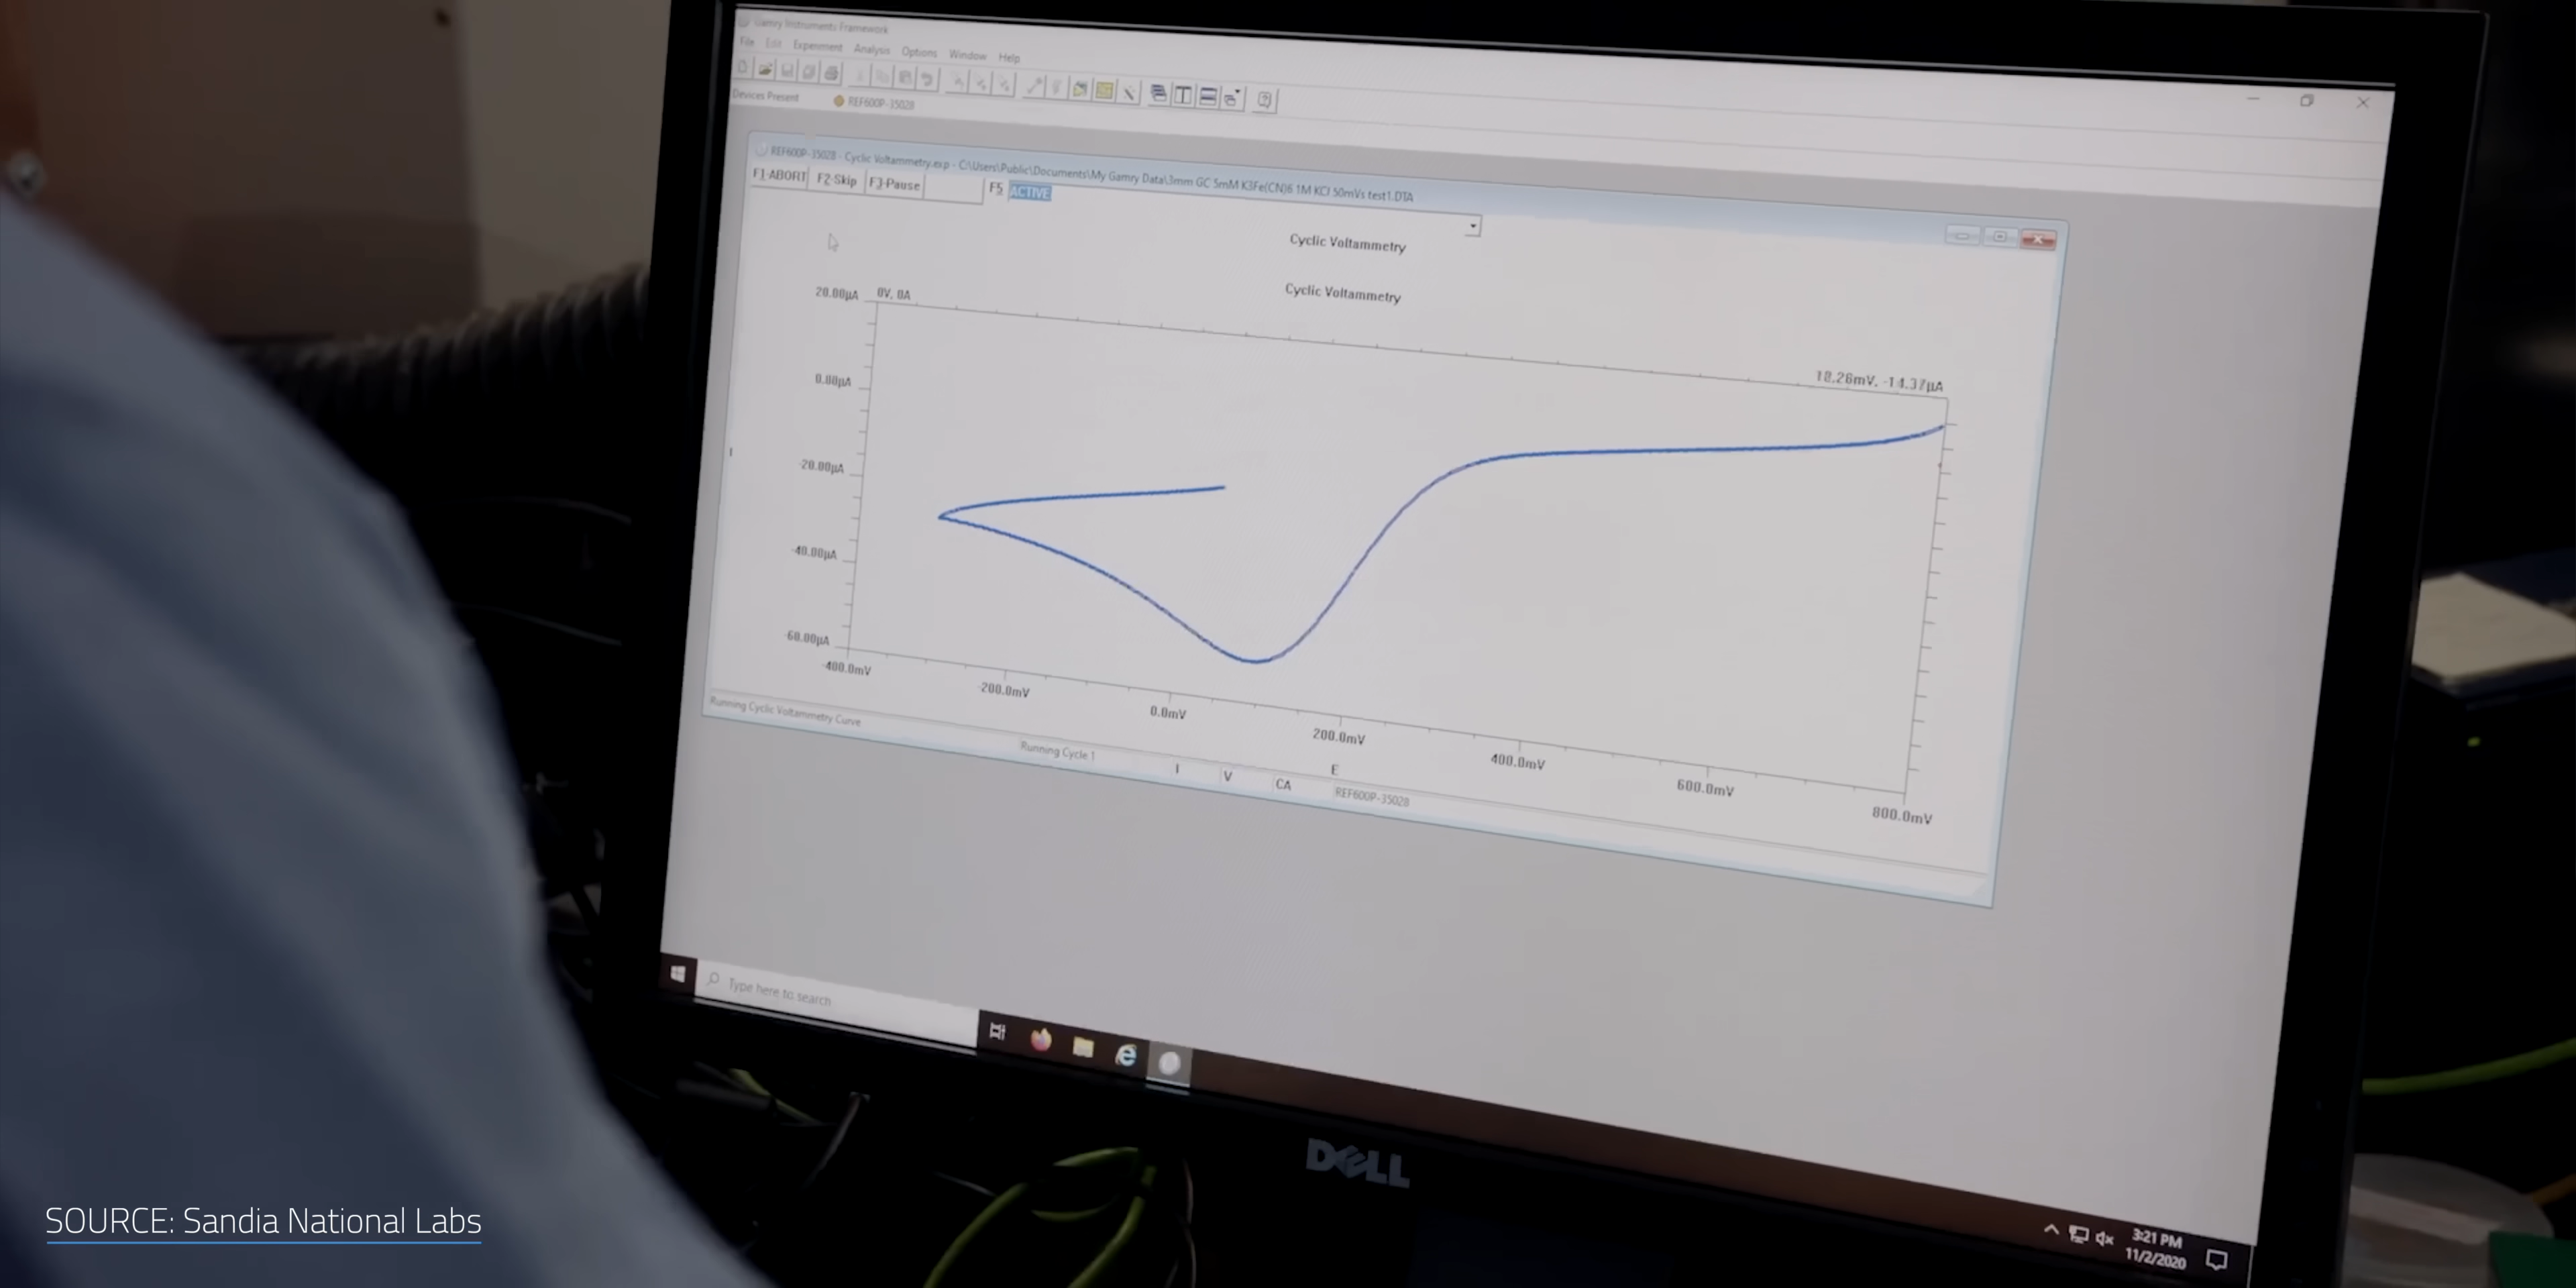 Gamry Instruments Framework
File Edit Experiment Analysis Options Window Help
Devices Present REF600P-35028
REF600P-35028 - Cyclic Voltammetry.exp - C:\Users\Public\Documents\My Gamry Data\3mm GC 5mM K3Fe(CN)6 1M KCl 50mVs test1.DTA
F1-ABORT F2-Skip F3-Pause F5 ACTIVE
Cyclic Voltammetry
Cyclic Voltammetry
0V, 0A
18.26mV, -14.37µA
20.00µA
0.00µA
-20.00µA
-40.00µA
-60.00µA
I
-400.0mV -200.0mV 0.0mV 200.0mV 400.0mV 600.0mV 800.0mV
E
Running Cyclic Voltammetry Curve Running Cycle 1 I V CA REF600P-35028
Type here to search
3:21 PM
11/2/2020
DELL
SOURCE: Sandia National Labs